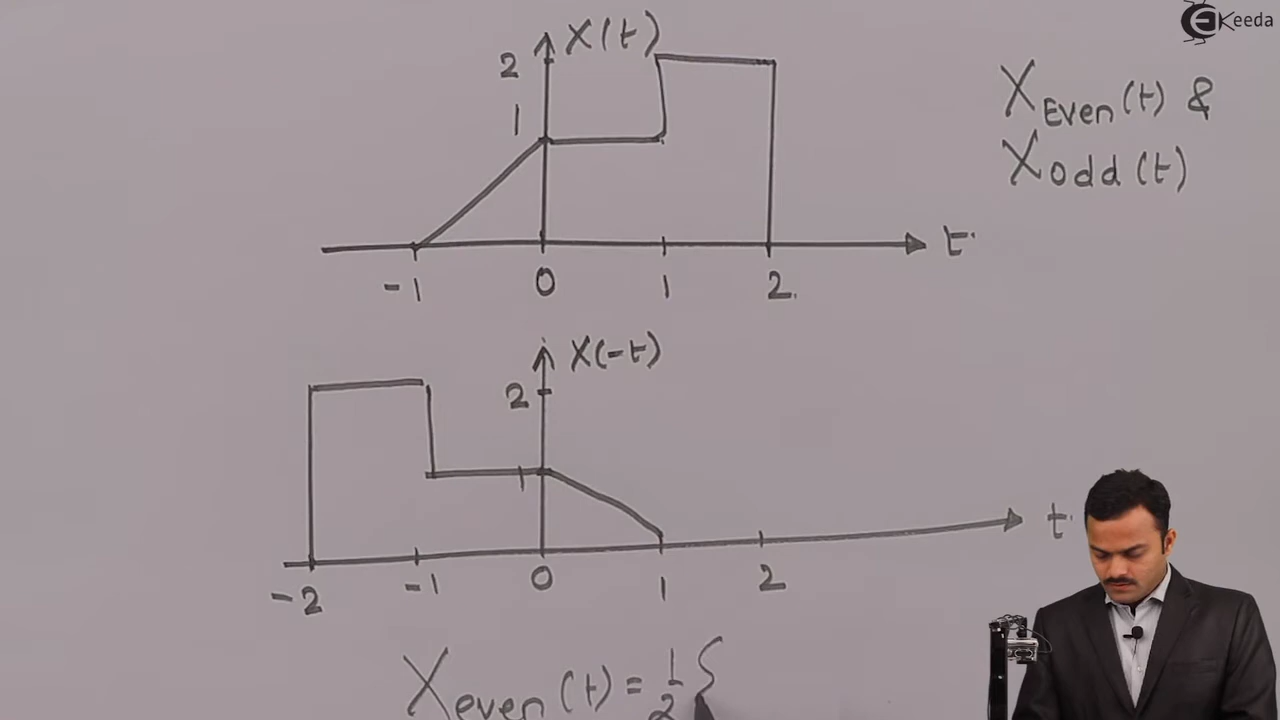 Keeda
X(t)
2
1
X Even (t) &
X odd (t)
t
-1 0 1 2
X(-t)
2
1
t
-2 -1 0 1 2
X even (t) = 1/2 {